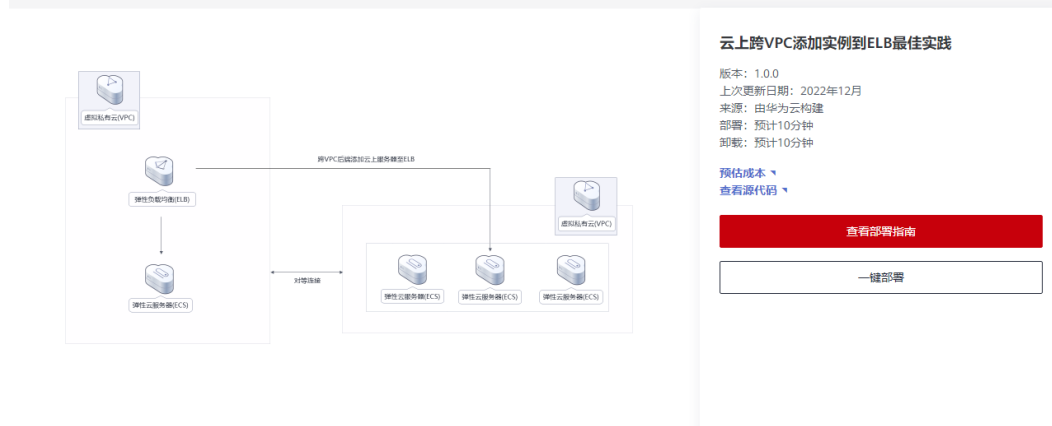 虚拟私有云(VPC)
弹性负载均衡(ELB)
弹性云服务器(ECS)
跨VPC后端添加云上服务器至ELB
对等连接
虚拟私有云(VPC)
弹性云服务器(ECS)
弹性云服务器(ECS)
弹性云服务器(ECS)
云上跨VPC添加实例到ELB最佳实践
版本：1.0.0
上次更新日期：2022年12月
来源：由华为云构建
部署：预计10分钟
卸载：预计10分钟
预估成本
查看源代码
查看部署指南
一键部署